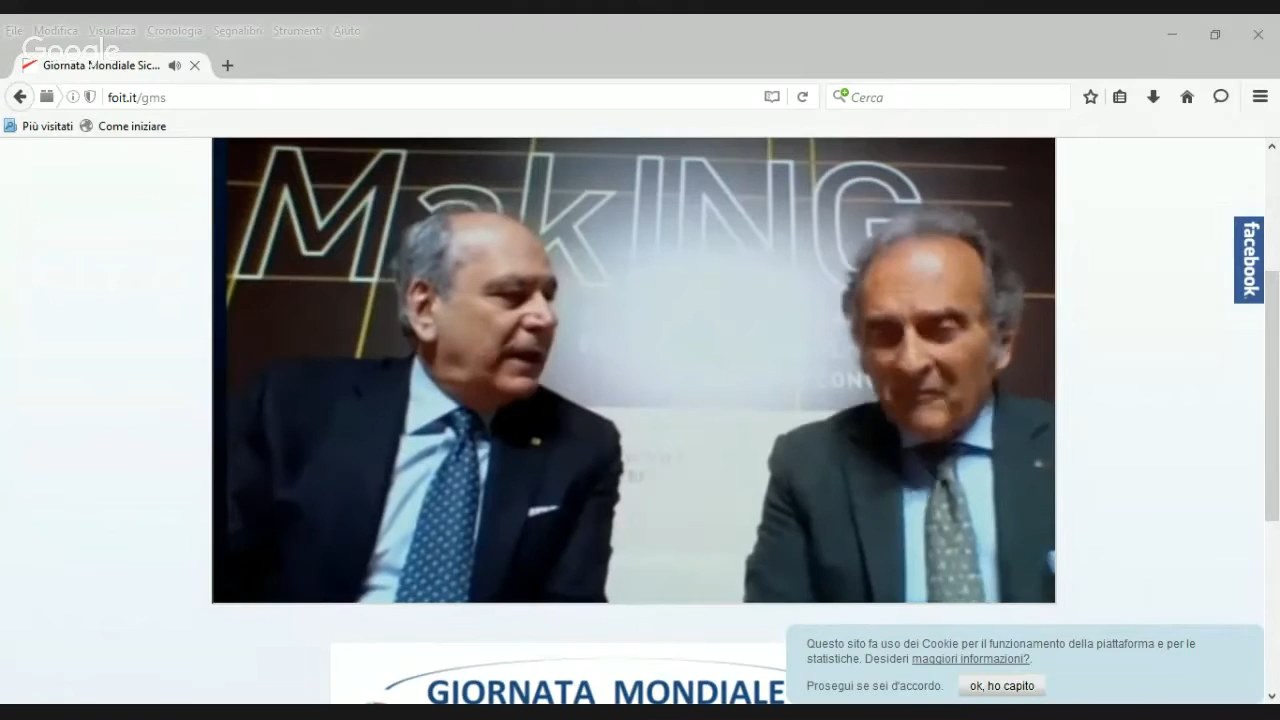 File Modifica Visualizza Cronologia Segnalibri Strumenti Aiuto
Google
Giornata Mondiale Sic...
foit.it/gms
Cerca
Più visitati Come iniziare
MakING
facebook
CONV
Questo sito fa uso dei Cookie per il funzionamento della piattaforma e per le
statistiche. Desideri maggiori informazioni?.
Prosegui se sei d'accordo. ok, ho capito
GIORNATA MONDIALE